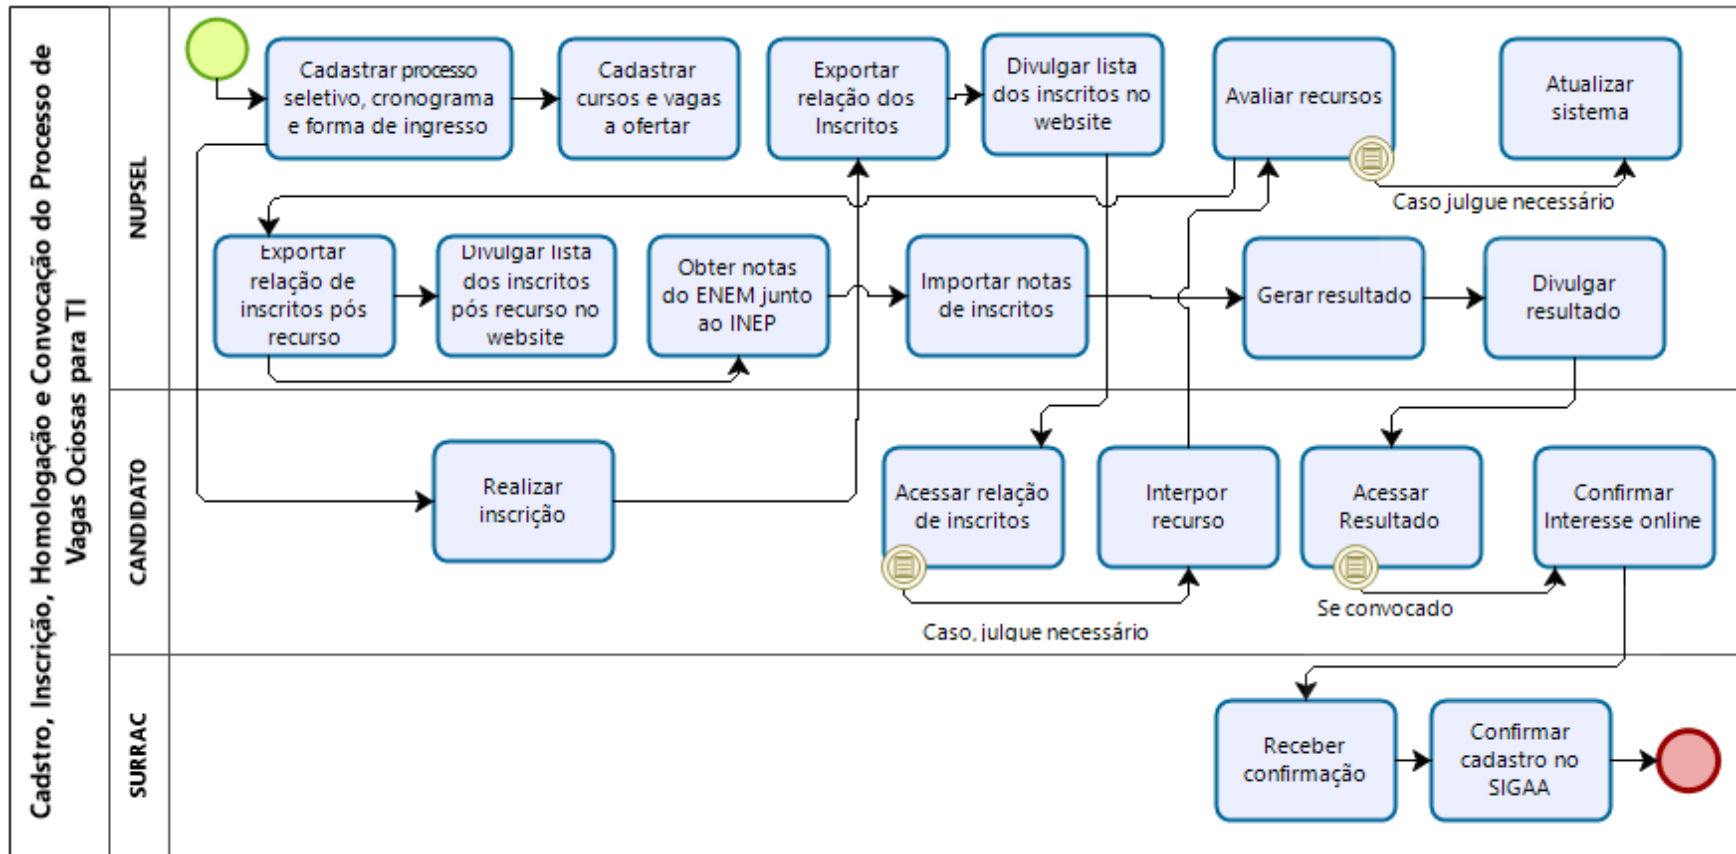 Cadstro, Inscrição, Homologação e Convocação do Processo de
Vagas Ociosas para TI
NUPSEL
Cadastrar processo
seletivo, cronograma
e forma de ingresso
Cadastrar
cursos e vagas
a ofertar
Exportar
relação dos
Inscritos
Divulgar lista
dos inscritos no
website
Avaliar recursos
Atualizar
sistema
Caso julgue necessário
Exportar
relação de
inscritos pós
recurso
Divulgar lista
dos inscritos
pós recurso no
website
Obter notas
do ENEM junto
ao INEP
Importar notas
de inscritos
Gerar resultado
Divulgar
resultado
CANDIDATO
Realizar
inscrição
Acessar relação
de inscritos
Interpor
recurso
Acessar
Resultado
Confirmar
Interesse online
Caso, julgue necessário
Se convocado
SURRAC
Receber
confirmação
Confirmar
cadastro no
SIGAA